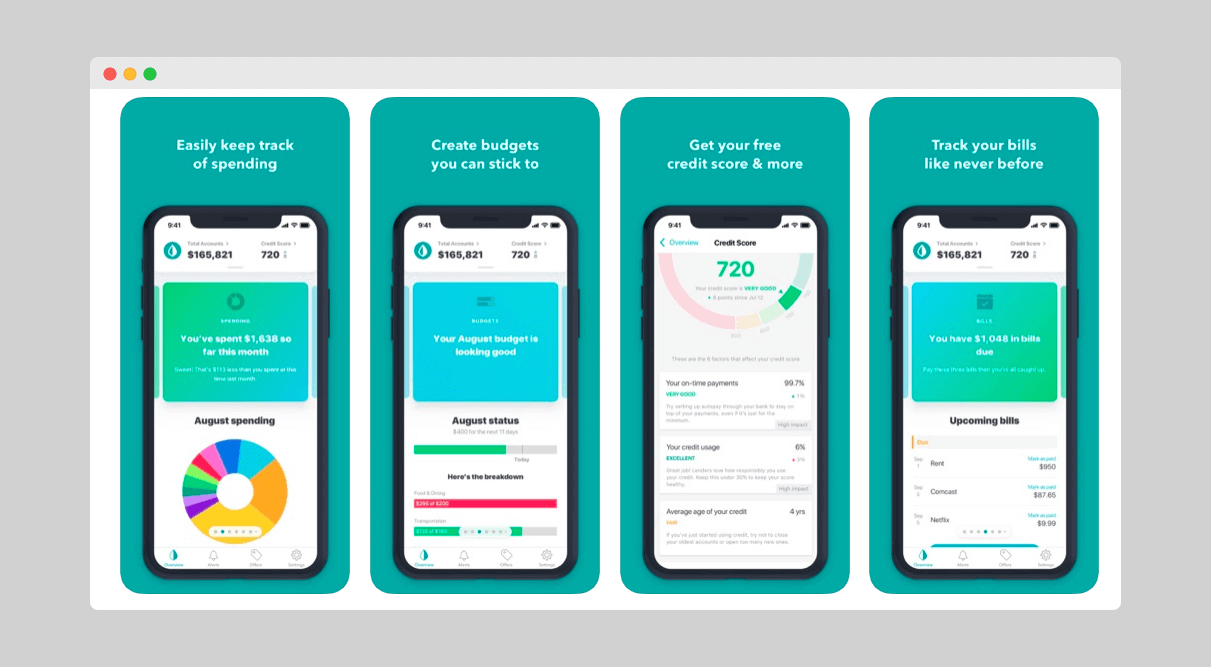 Easily keep track
of spending
9:41
Total Accounts >
Credit Score >
$165,821
720
SPENDING
You've spent $1,638 so
far this month
Sweet! That's $113 less than you spent at this
time last month
August spending
Overview
Alerts
Offers
Settings
Create budgets
you can stick to
9:41
Total Accounts >
Credit Score >
$165,821
720
BUDGETS
Your August budget is
looking good
August status
$400 for the next 11 days
Today
Here's the breakdown
Food & Dining
$295 of $200
Transportation
Overview
Alerts
Offers
Settings
Get your free
credit score & more
9:41
Overview
Credit Score
720
Your credit score is VERY GOOD
6 points since Jul 12
These are the 6 factors that affect your credit score
Your on-time payments
99.7%
VERY GOOD
1%
Try setting up autopay through your bank to stay on
top of your payments, even if it's just for the
minimum.
High impact
Your credit usage
6%
EXCELLENT
Great job! Lenders love how responsibly you use
your credit. Keep this under 30% to keep your score
healthy.
High impact
Average age of your credit
4 yrs
FAIR
If you've just started using credit, try not to close
your oldest accounts or open too many new ones.
Track your bills
like never before
9:41
Total Accounts >
Credit Score >
$165,821
720
BILLS
You have $1,048 in bills
due
Pay these three bills then you're all caught up.
Upcoming bills
Due
Sep
1
Rent
Mark as paid
$950
Sep
Comcast
Mark as paid
$87.65
Sep
Netflix
Mark as paid
$9.99
Overview
Alerts
Offers
Settings